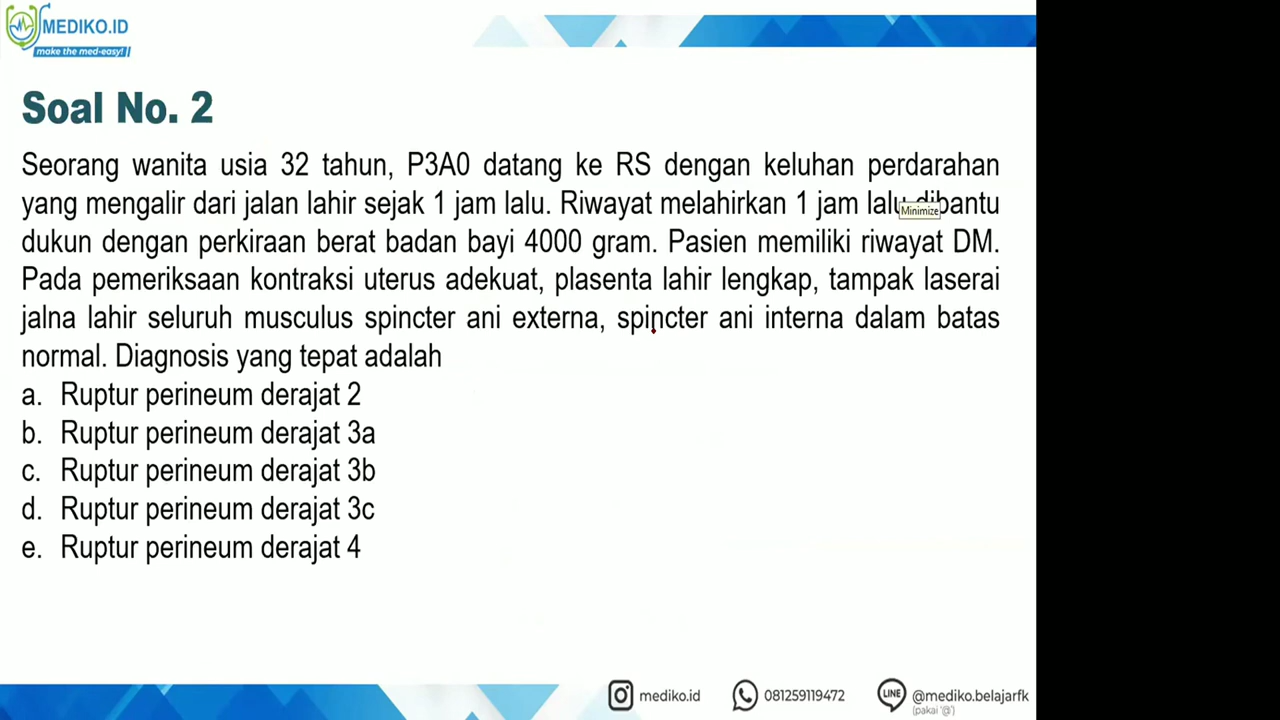 MEDIKO.ID
make the med-easy!
Soal No. 2
Seorang wanita usia 32 tahun, P3A0 datang ke RS dengan keluhan perdarahan
yang mengalir dari jalan lahir sejak 1 jam lalu. Riwayat melahirkan 1 jam lalu dibantu
Minimize
dukun dengan perkiraan berat badan bayi 4000 gram. Pasien memiliki riwayat DM.
Pada pemeriksaan kontraksi uterus adekuat, plasenta lahir lengkap, tampak laserai
jalna lahir seluruh musculus spincter ani externa, spincter ani interna dalam batas
normal. Diagnosis yang tepat adalah
a. Ruptur perineum derajat 2
b. Ruptur perineum derajat 3a
c. Ruptur perineum derajat 3b
d. Ruptur perineum derajat 3c
e. Ruptur perineum derajat 4
mediko.id
081259119472
LINE
@mediko.belajarfk
(pakai '@')